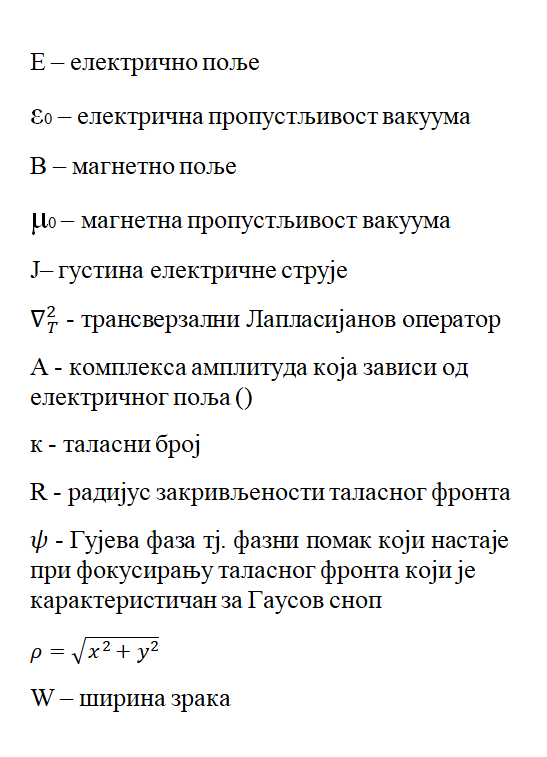 Е – електрично поље
ε₀ – електрична пропустљивост вакуума
B – магнетно поље
μ₀ – магнетна пропустљивост вакуума
Ј– густина електричне струје
∇²_T - трансверзални Лапласијанов оператор
А - комплекса амплитуда која зависи од
електричног поља ()
к - таласни број
R - радијус закривљености таласног фронта
𝜓 - Гујева фаза тј. фазни помак који настаје
при фокусирању таласног фронта који је
карактеристичан за Гаусов сноп
𝜌 = √(x² + y²)
W – ширина зрака